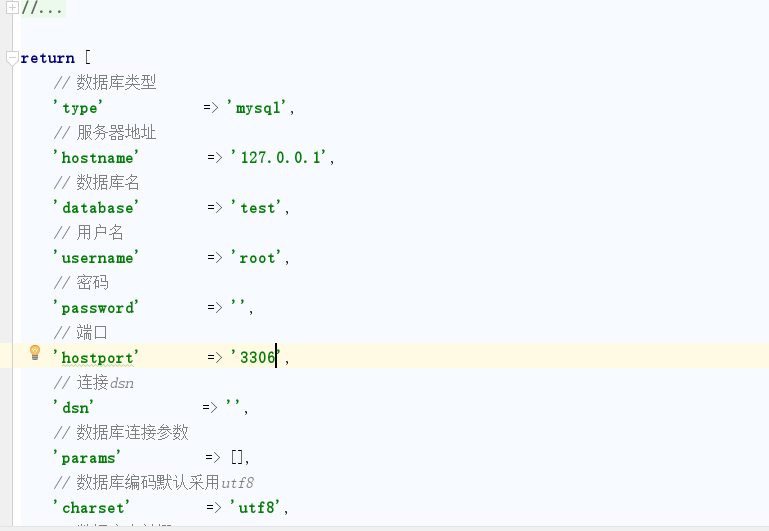 //...
return [
// 数据库类型
'type' => 'mysql',
// 服务器地址
'hostname' => '127.0.0.1',
// 数据库名
'database' => 'test',
// 用户名
'username' => 'root',
// 密码
'password' => '',
// 端口
'hostport' => '3306',
// 连接dsn
'dsn' => '',
// 数据库连接参数
'params' => [],
// 数据库编码默认采用utf8
'charset' => 'utf8',